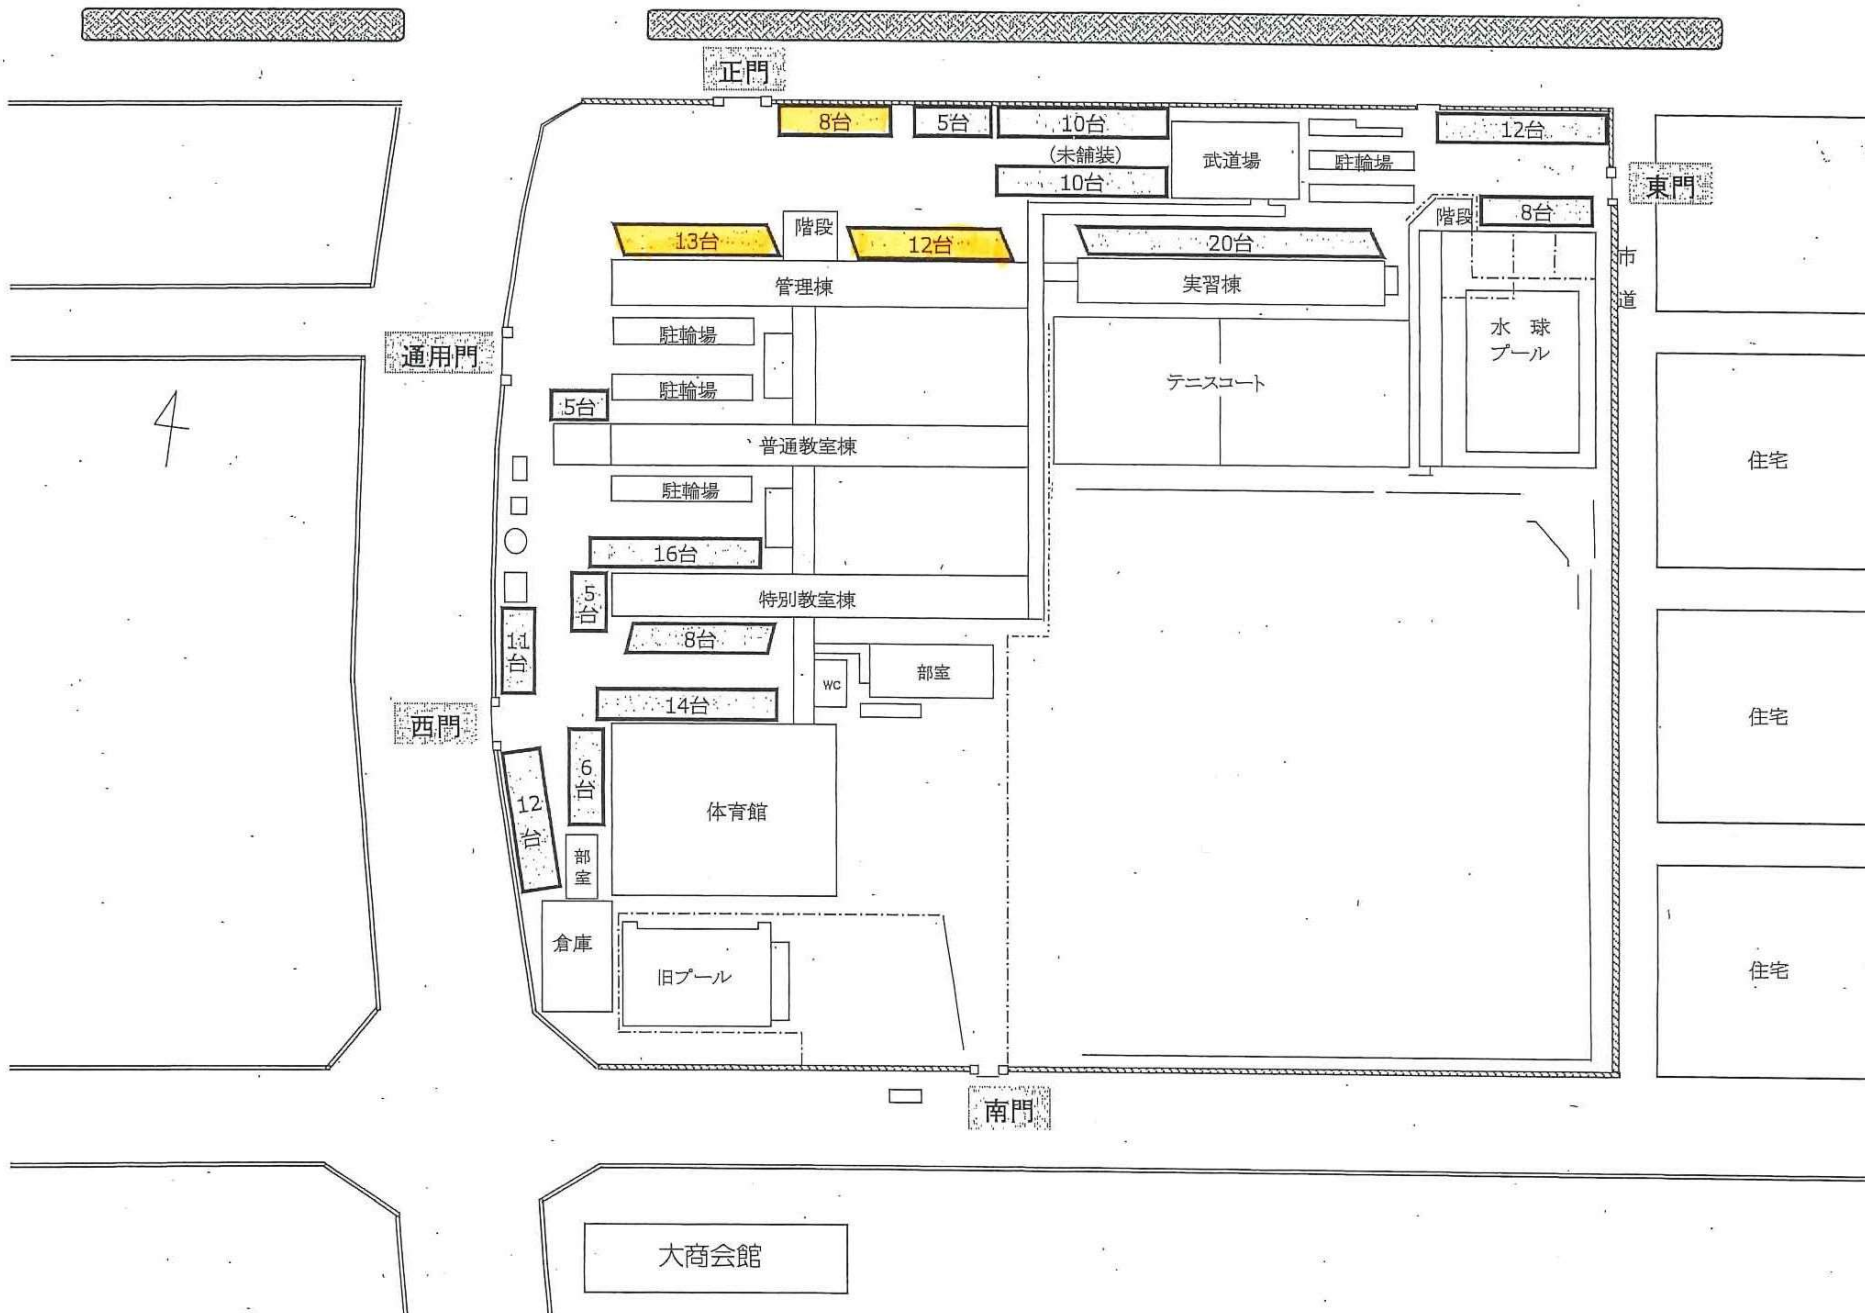 正門
8台
5台
10台
(未舗装)
10台
武道場
駐輪場
12台
東門
階段
8台
13台
階段
12台
20台
管理棟
実習棟
市道
水球
プール
通用門
駐輪場
駐輪場
5台
テニスコート
普通教室棟
駐輪場
住宅
16台
5台
特別教室棟
11台
8台
WC
部室
14台
西門
住宅
6台
12台
体育館
部室
倉庫
旧プール
住宅
南門
大商会館
4